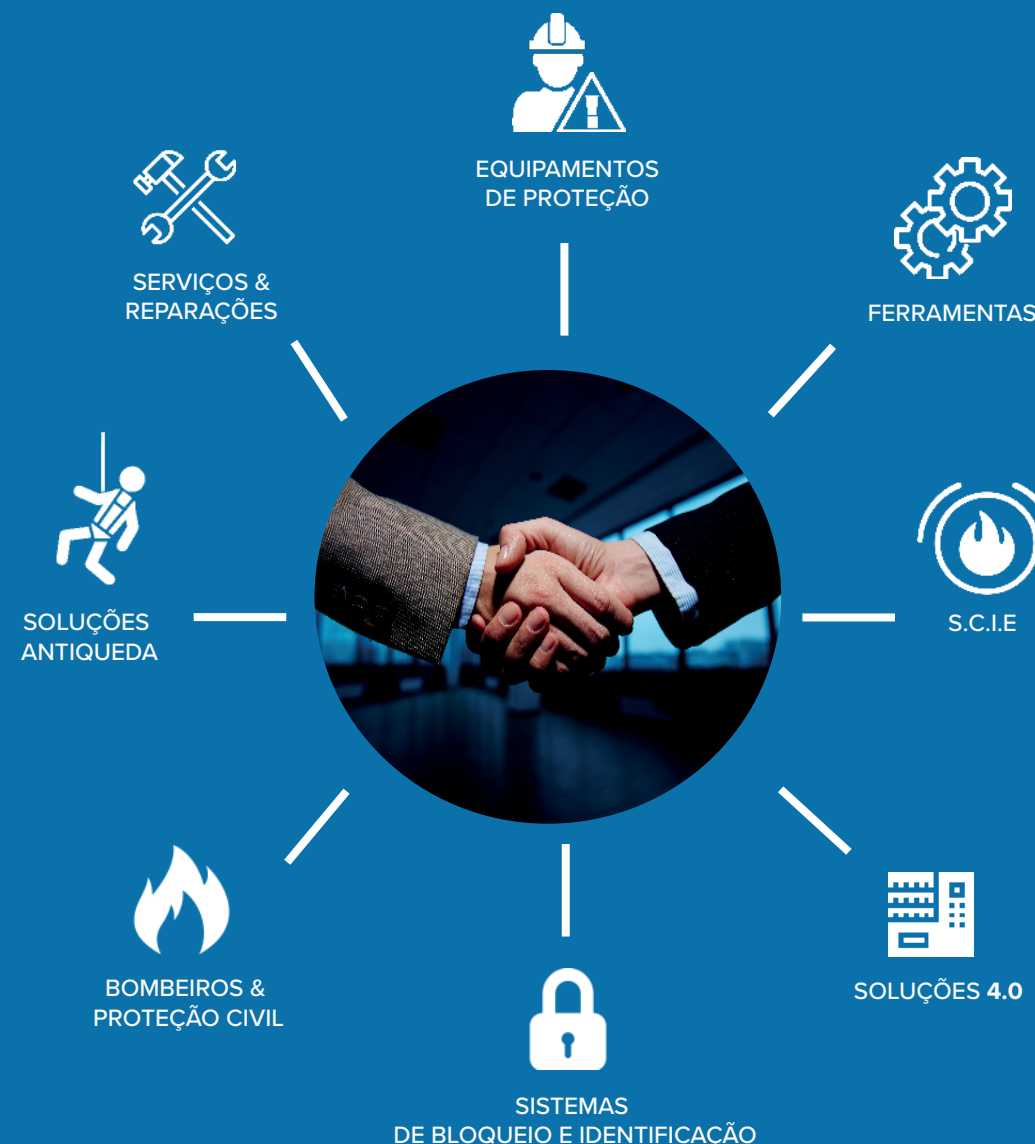 EQUIPAMENTOS
DE PROTEÇÃO
SERVIÇOS &
REPARAÇÕES
FERRAMENTAS
SOLUÇÕES
ANTIQUEDA
S.C.I.E
BOMBEIROS &
PROTEÇÃO CIVIL
SOLUÇÕES 4.0
SISTEMAS
DE BLOQUEIO E IDENTIFICAÇÃO